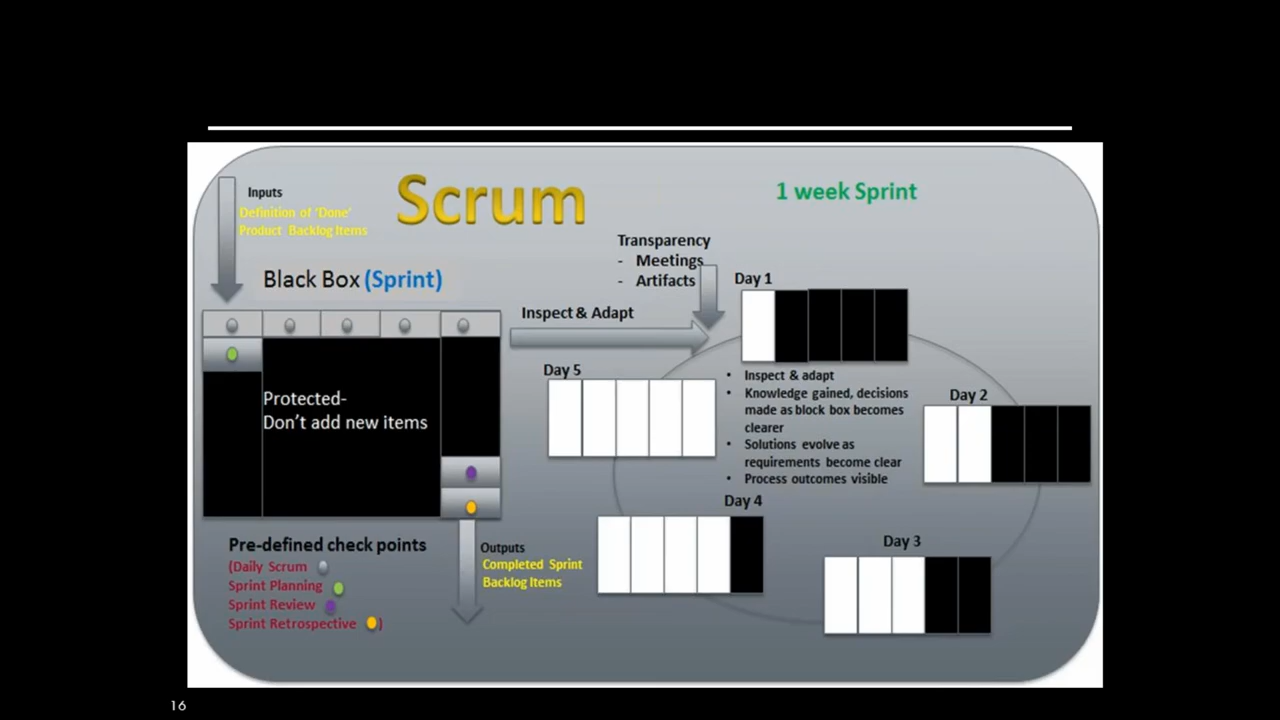 Scrum
1 week Sprint
Inputs
Definition of 'Done'
Product Backlog Items
Black Box (Sprint)
Transparency
- Meetings
- Artifacts
Inspect & Adapt
Protected-
Don't add new items
Pre-defined check points
(Daily Scrum
Sprint Planning
Sprint Review
Sprint Retrospective )
Outputs
Completed Sprint
Backlog Items
Day 1
• Inspect & adapt
• Knowledge gained, decisions
made as block box becomes
clearer
• Solutions evolve as
requirements become clear
• Process outcomes visible
Day 2
Day 3
Day 4
Day 5
16